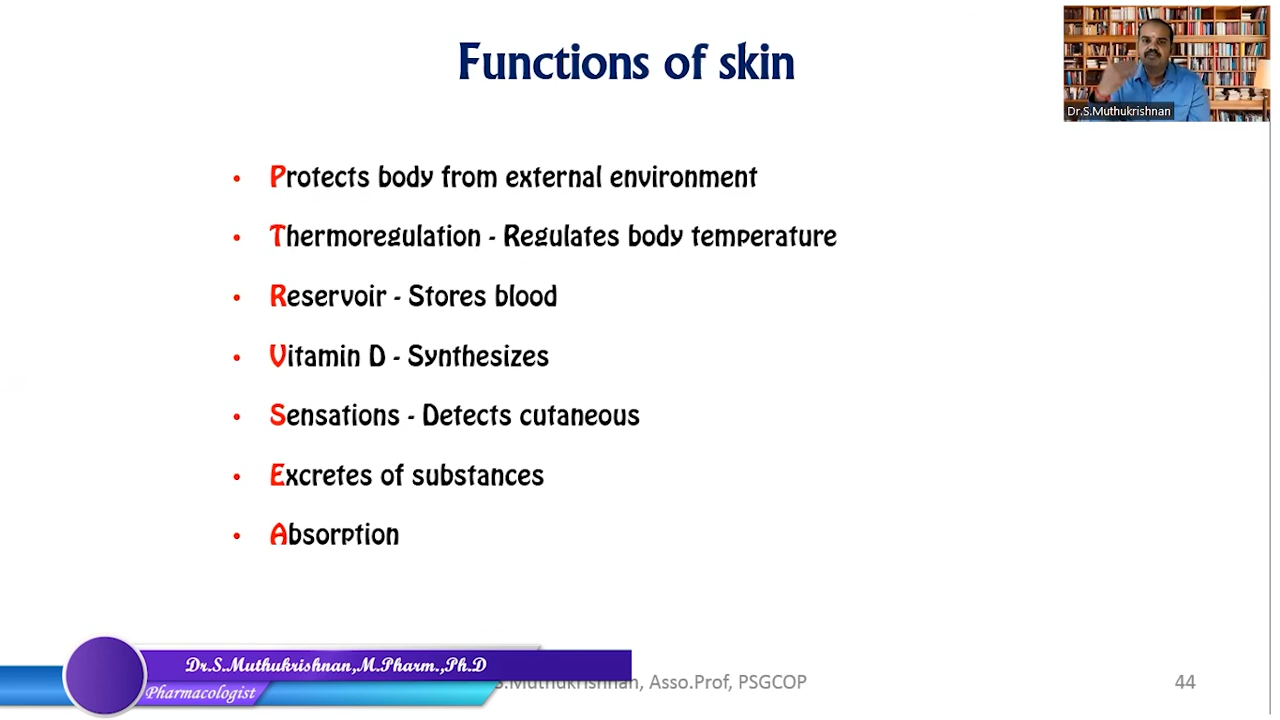 Functions of skin
Dr.S.Muthukrishnan
• Protects body from external environment
• Thermoregulation - Regulates body temperature
• Reservoir - Stores blood
• Vitamin D - Synthesizes
• Sensations - Detects cutaneous
• Excretes of substances
• Absorption
Dr.S.Muthukrishnan,M.Pharm.,Ph.D
Pharmacologist
S.Muthukrishnan, Asso.Prof, PSGCOP
44